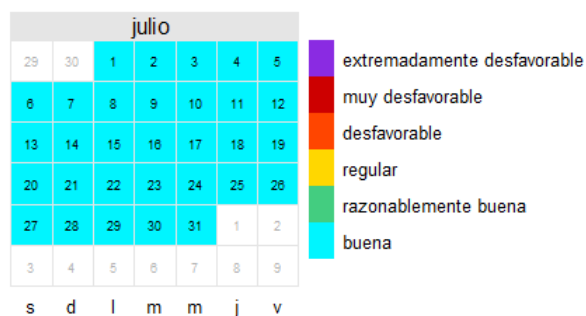 julio
29 30 1 2 3 4 5
6 7 8 9 10 11 12
13 14 15 16 17 18 19
20 21 22 23 24 25 26
27 28 29 30 31 1 2
3 4 5 6 7 8 9
s d l m m j v
extremadamente desfavorable
muy desfavorable
desfavorable
regular
razonablemente buena
buena